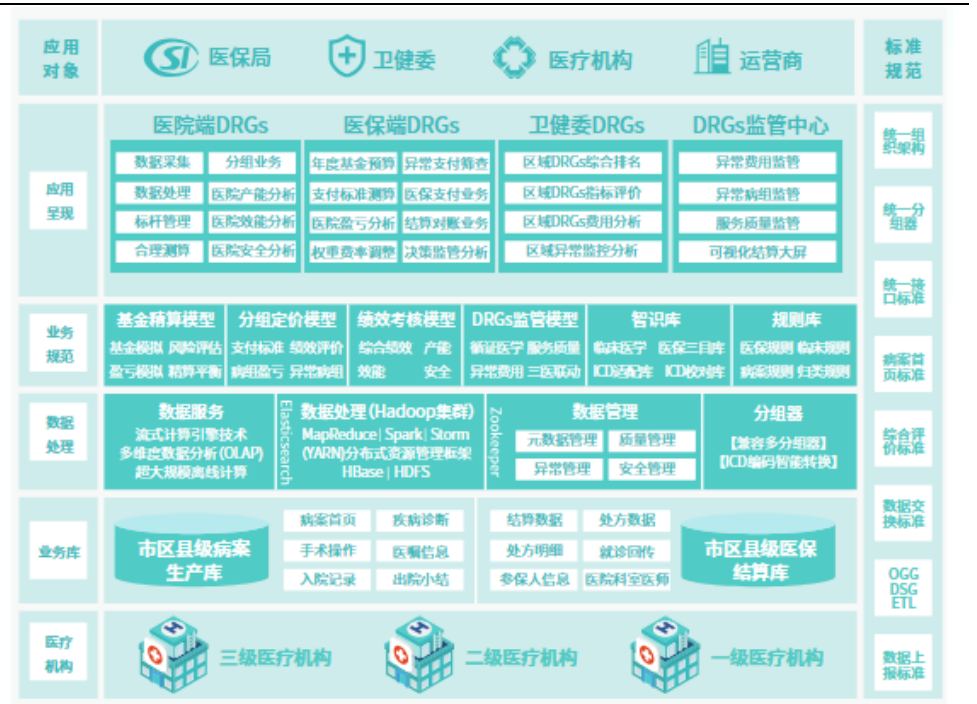 应用
对象
SI 医保局
卫健委
医疗机构
运营商
标准
规范
应用
呈现
医院端DRGs
数据采集 分组业务
数据处理 医院产能分析
标杆管理 医院效能分析
合理测算 医院安全分析
医保端DRGs
年度基金预算 异常支付筛查
支付标准测算 医保支付业务
医院盈亏分析 结算对账业务
权重费率调整 决策监管分析
卫健委DRGs
区域DRGs综合排名
区域DRGs指标评价
区域DRGs费用分析
区域异常监控分析
DRGs监管中心
异常费用监管
异常病组监管
服务质量监管
可视化结算大屏
业务
规范
基金精算模型
基金模拟 风险评估
盈亏模拟 精算平衡
分组定价模型
支付标准 绩效评价
病组盈亏 异常病组
绩效考核模型
综合绩效 产能
效能 安全
DRGs监管模型
循证医学 服务质量
异常费用 三医联动
智识库
临床医学 医保三目库
ICD适配库 ICD校对库
规则库
医保规则 临床规则
病案规则 归类规则
数据
处理
数据服务
流式计算引擎技术
多维度数据分析(OLAP)
超大规模离线计算
Elasticsearch
数据处理(Hadoop集群)
MapReduce| Spark| Storm
(YARN)分布式资源管理框架
HBase | HDFS
Zookeeper
数据管理
元数据管理 质量管理
异常管理 安全管理
分组器
【兼容多分组器】
【ICD编码智能转换】
业务库
市区县级病案
生产库
病案首页 疾病诊断
手术操作 医嘱信息
入院记录 出院小结
结算数据 处方数据
处方明细 就诊回传
参保人信息 医院科室医师
市区县级医保
结算库
医疗
机构
H
三级医疗机构
H
二级医疗机构
H
一级医疗机构
统一组
织架构
统一分
组器
统一接
口标准
病案首
页标准
综合评
价标准
数据交
换标准
OGG
DSG
ETL
数据上
报标准